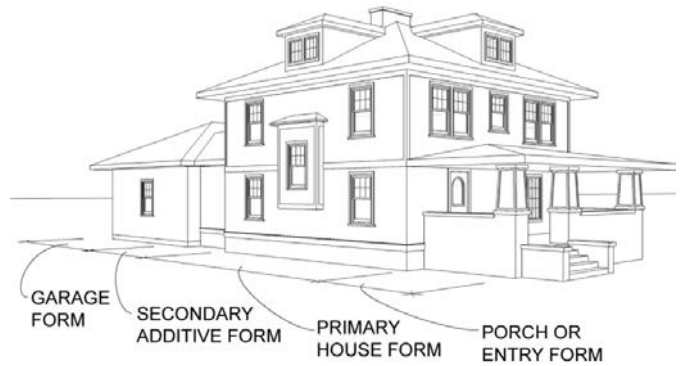 GARAGE
FORM
SECONDARY
ADDITIVE FORM
PRIMARY
HOUSE FORM
PORCH OR
ENTRY FORM